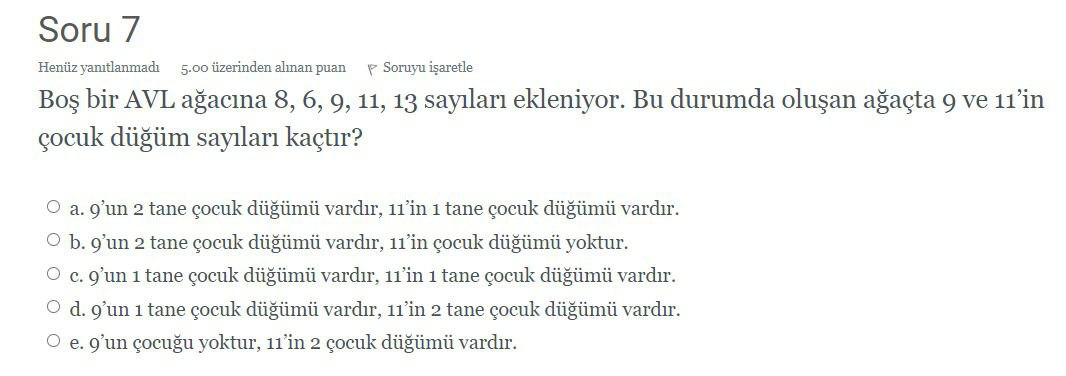 Soru 7
Henüz yanıtlanmadı 5.00 üzerinden alınan puan Soruyu işaretle
Boş bir AVL ağacına 8, 6, 9, 11, 13 sayıları ekleniyor. Bu durumda oluşan ağaçta 9 ve 11’in
çocuk düğüm sayıları kaçtır?
a. 9’un 2 tane çocuk düğümü vardır, 11’in 1 tane çocuk düğümü vardır.
b. 9’un 2 tane çocuk düğümü vardır, 11’in çocuk düğümü yoktur.
c. 9’un 1 tane çocuk düğümü vardır, 11’in 1 tane çocuk düğümü vardır.
d. 9’un 1 tane çocuk düğümü vardır, 11’in 2 tane çocuk düğümü vardır.
e. 9’un çocuğu yoktur, 11’in 2 çocuk düğümü vardır.